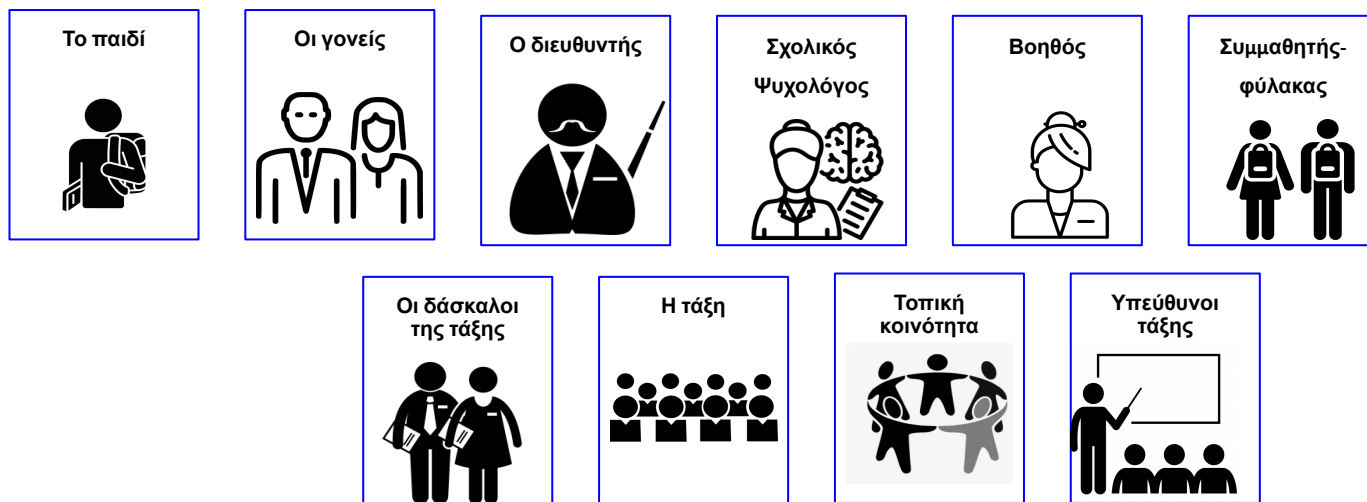 Το παιδί
Οι γονείς
Ο διευθυντής
Σχολικός
Ψυχολόγος
Βοηθός
Συμμαθητής-
φύλακας
Οι δάσκαλοι
της τάξης
Η τάξη
Τοπική
κοινότητα
Υπεύθυνοι
τάξης